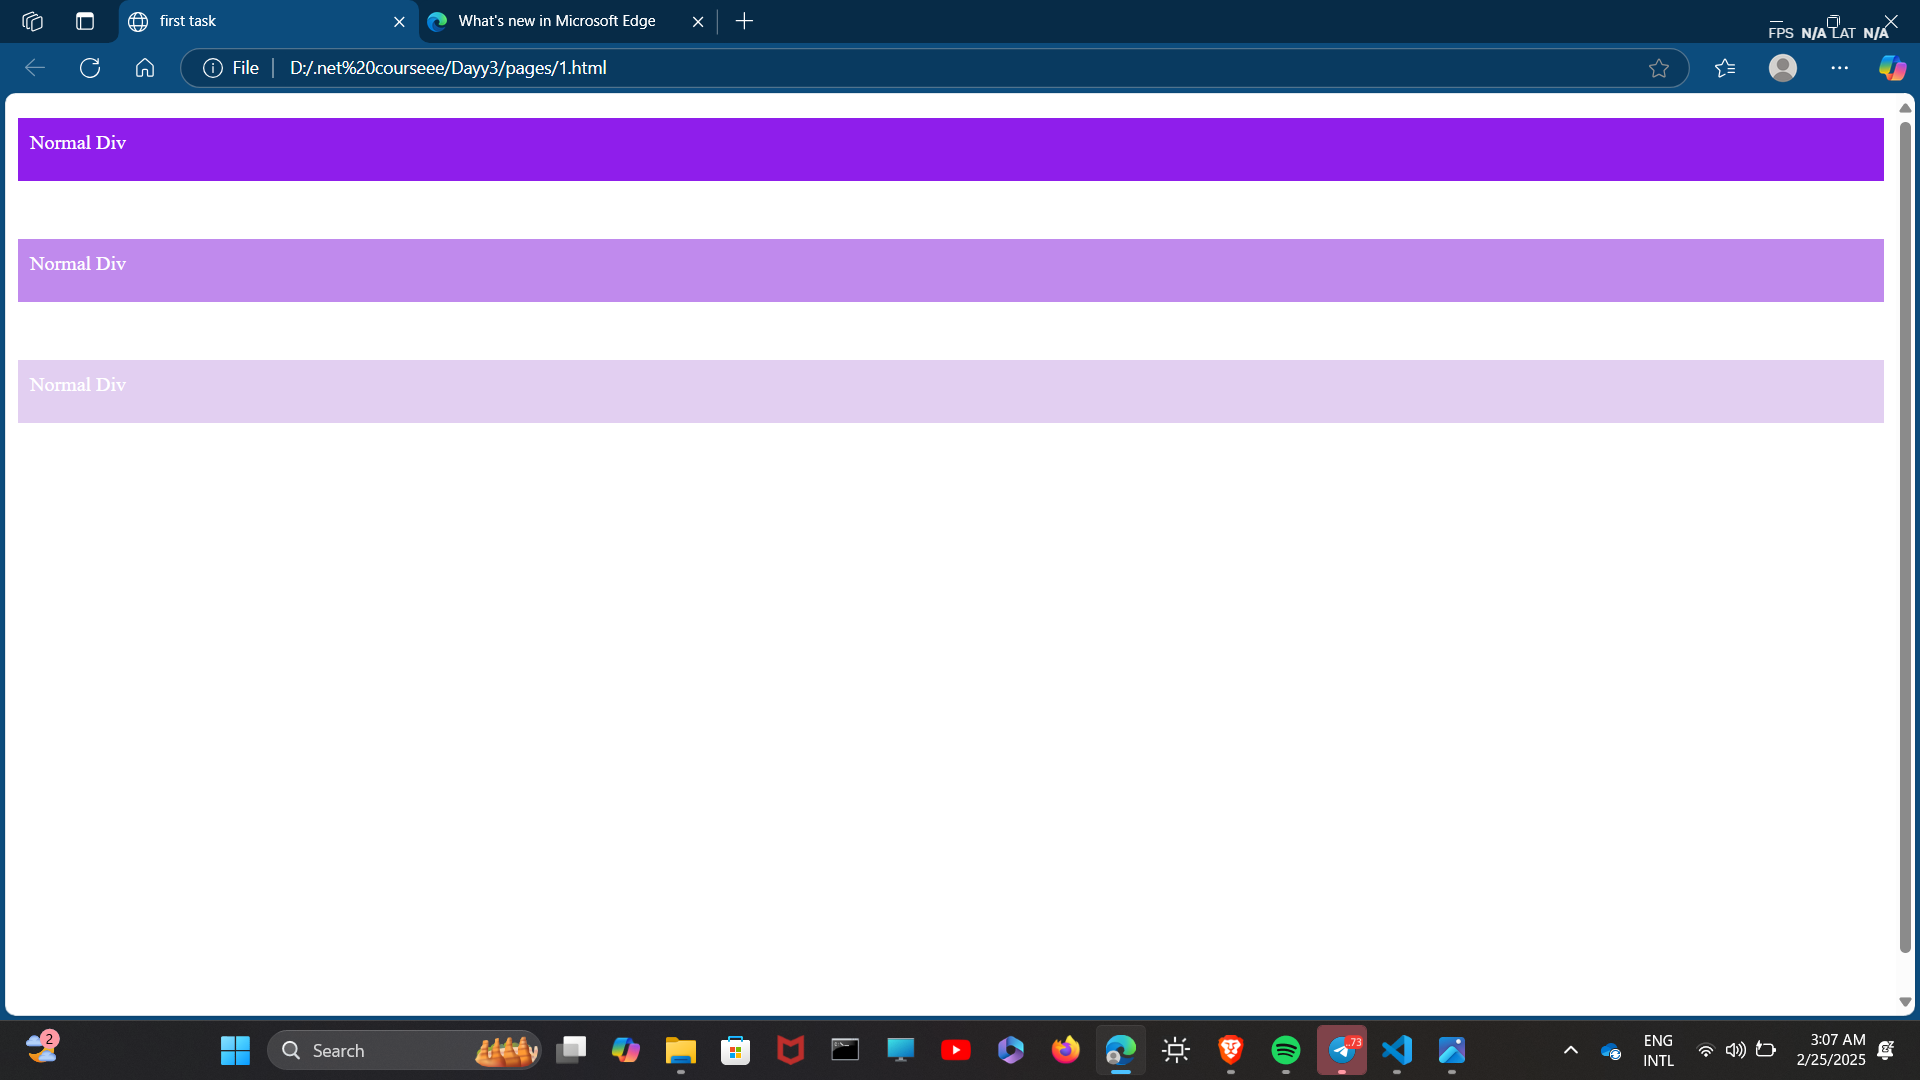 first task
What's new in Microsoft Edge
FPS N/A LAT N/A
File
D:/.net%20courseee/Dayy3/pages/1.html
Normal Div
Normal Div
Normal Div
2
Search
..73
ENG
INTL
3:07 AM
2/25/2025